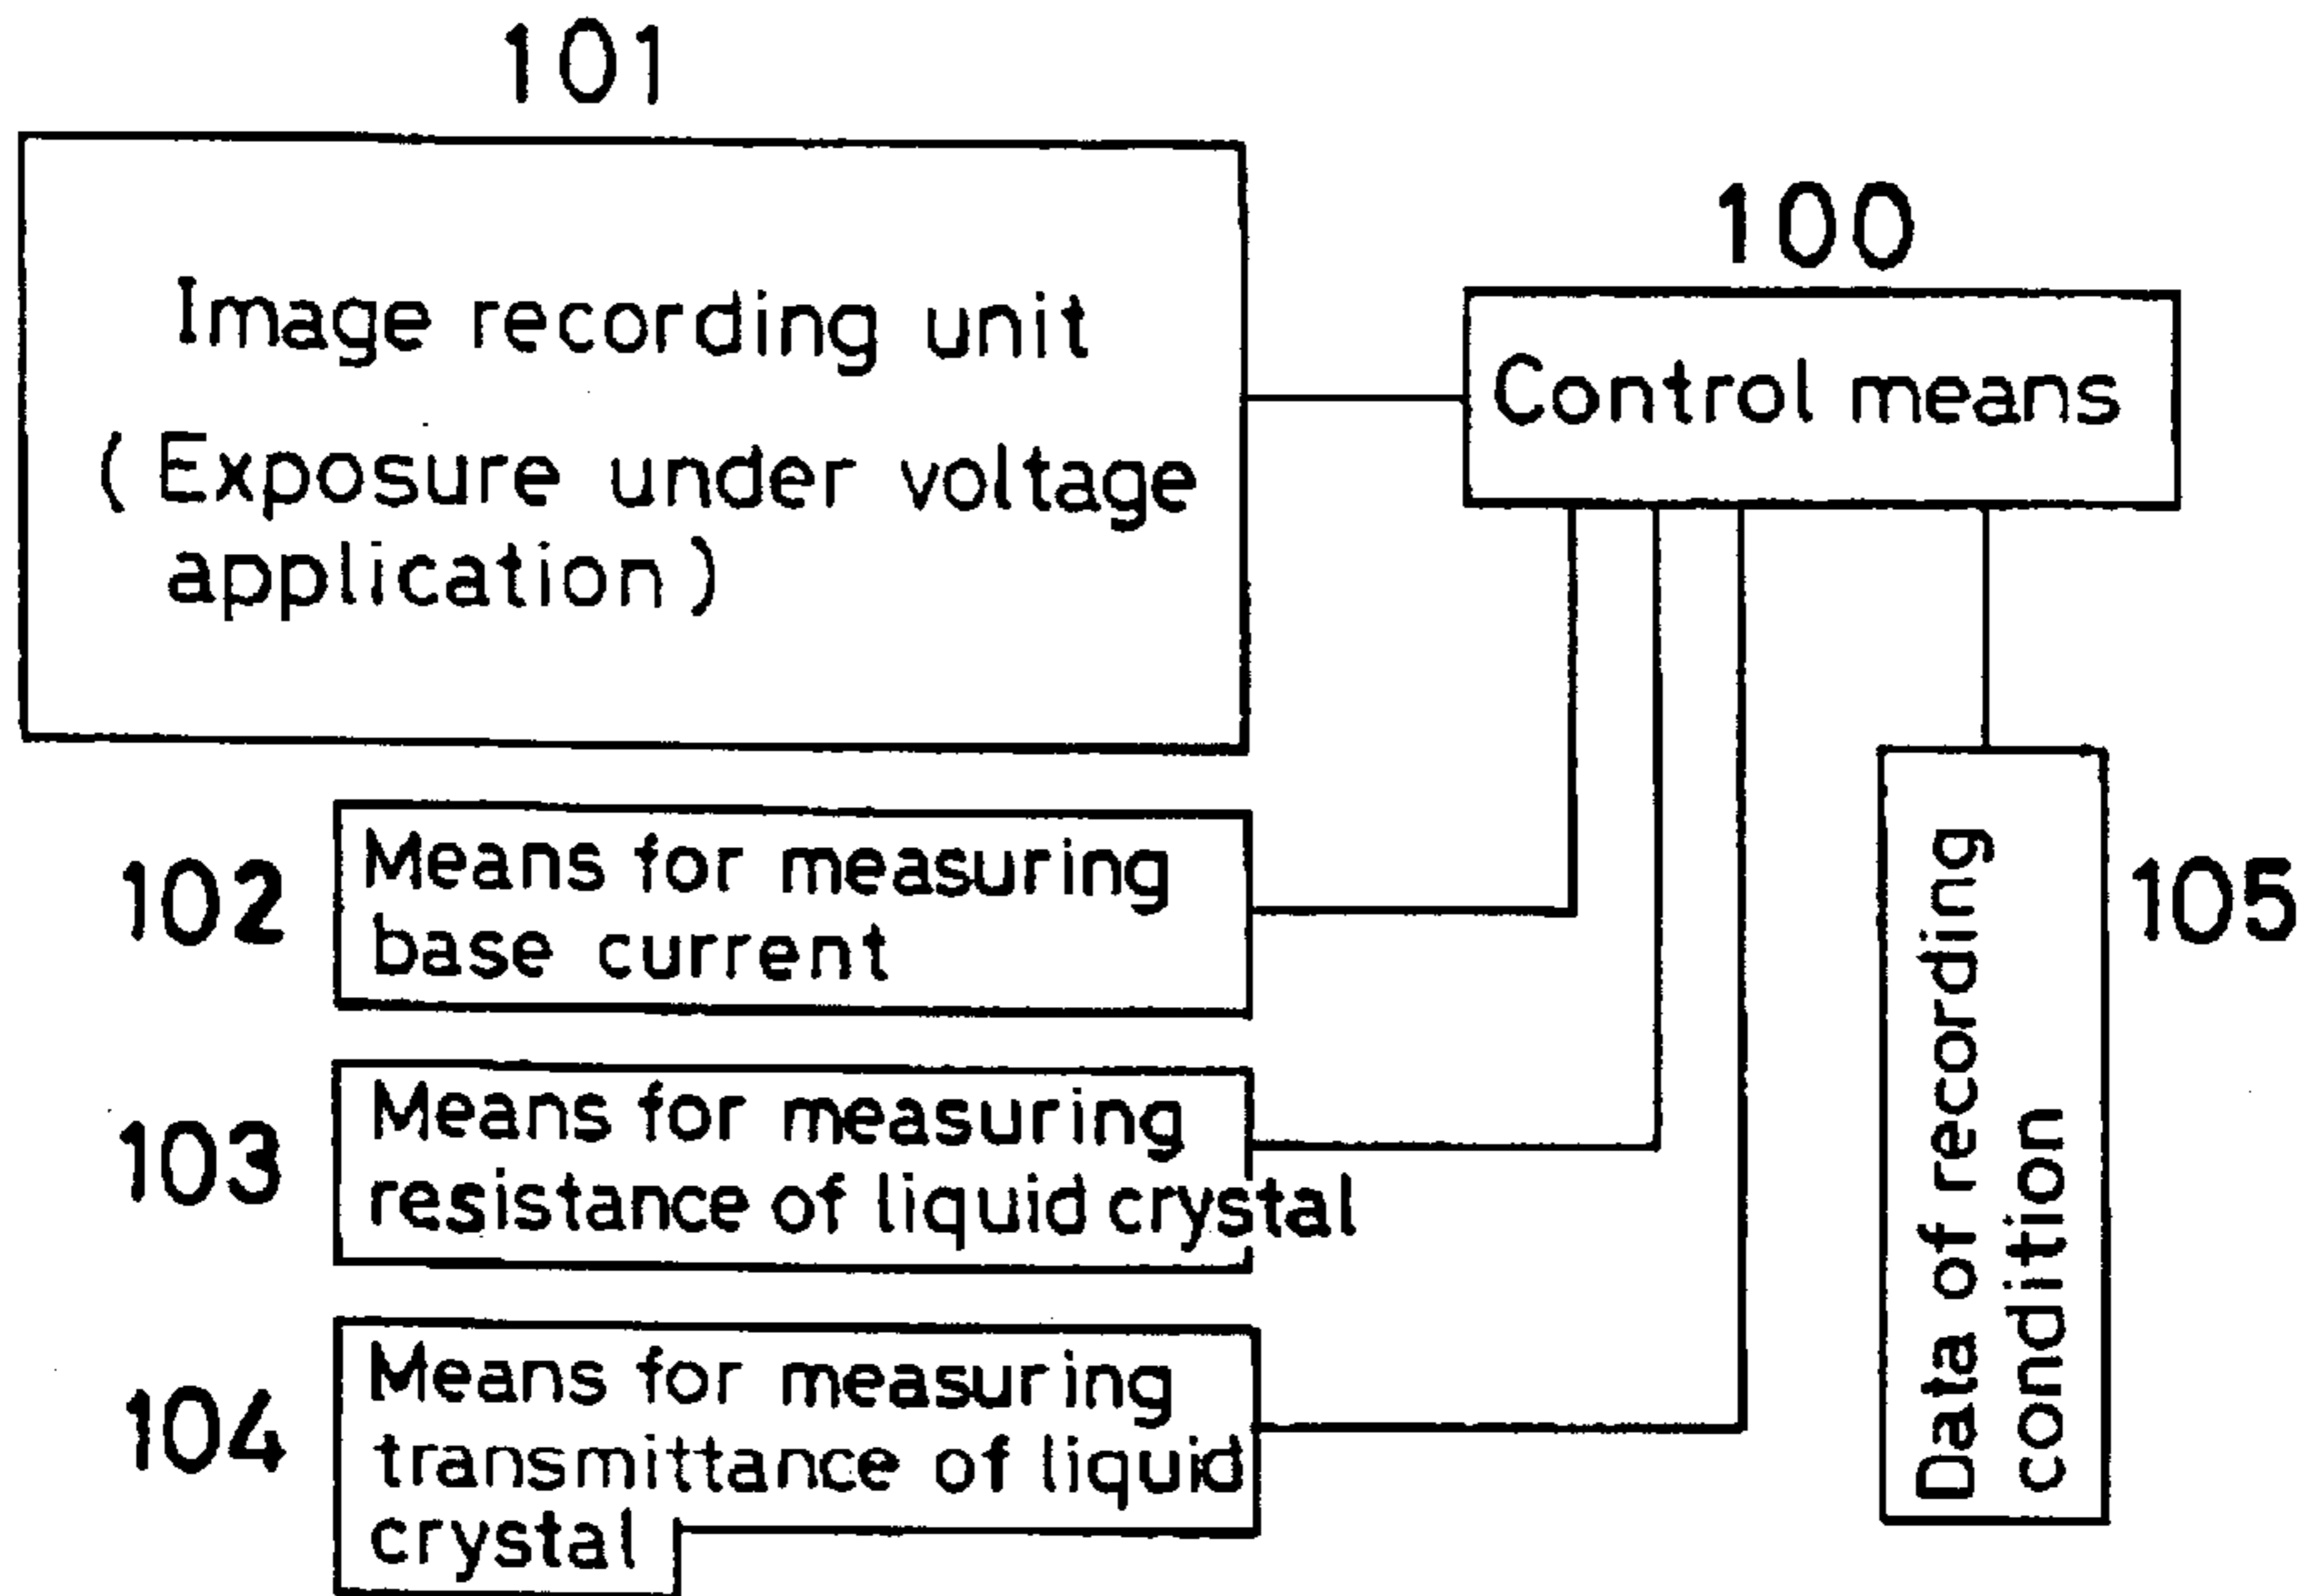 101
Image recording unit
(Exposure under voltage
application)
100
Control means
102
Means for measuring
base current
103
Means for measuring
resistance of liquid crystal
104
Means for measuring
transmittance of liquid
crystal
Data of recording
condition
105